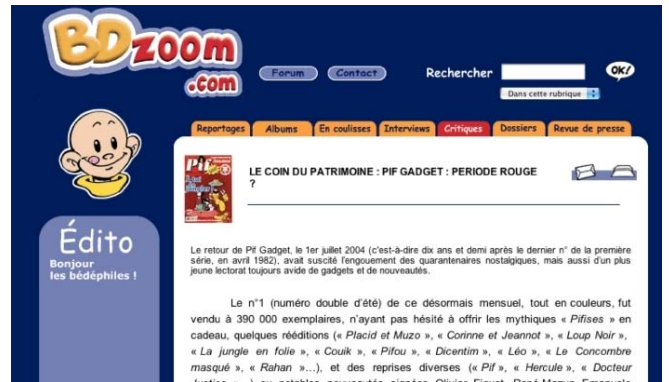 BDzoom
.com
Forum
Contact
Rechercher
OK!
Dans cette rubrique
Reportages
Albums
En coulisses
Interviews
Critiques
Dossiers
Revue de presse
Pif
LE COIN DU PATRIMOINE : PIF GADGET : PERIODE ROUGE
?
Édito
Bonjour
les bédéphiles !
Le retour de Pif Gadget, le 1er juillet 2004 (c'est-à-dire dix ans et demi après le dernier n° de la première
série, en avril 1982), avait suscité l'engouement des quarantenaires nostalgiques, mais aussi d'un plus
jeune lectorat toujours avide de gadgets et de nouveautés.
Le n°1 (numéro double d'été) de ce désormais mensuel, tout en couleurs, fut
vendu à 390 000 exemplaires, n'ayant pas hésité à offrir les mythiques « Pifises » en
cadeau, quelques rééditions (« Placid et Muzo », « Corinne et Jeannot », « Loup Noir »,
« La jungle en folie », « Couik », « Pifou », « Dicentim », « Léo », « Le Concombre
masqué », « Rahan »...), et des reprises diverces (« Pif », « Hercule », « Docteur